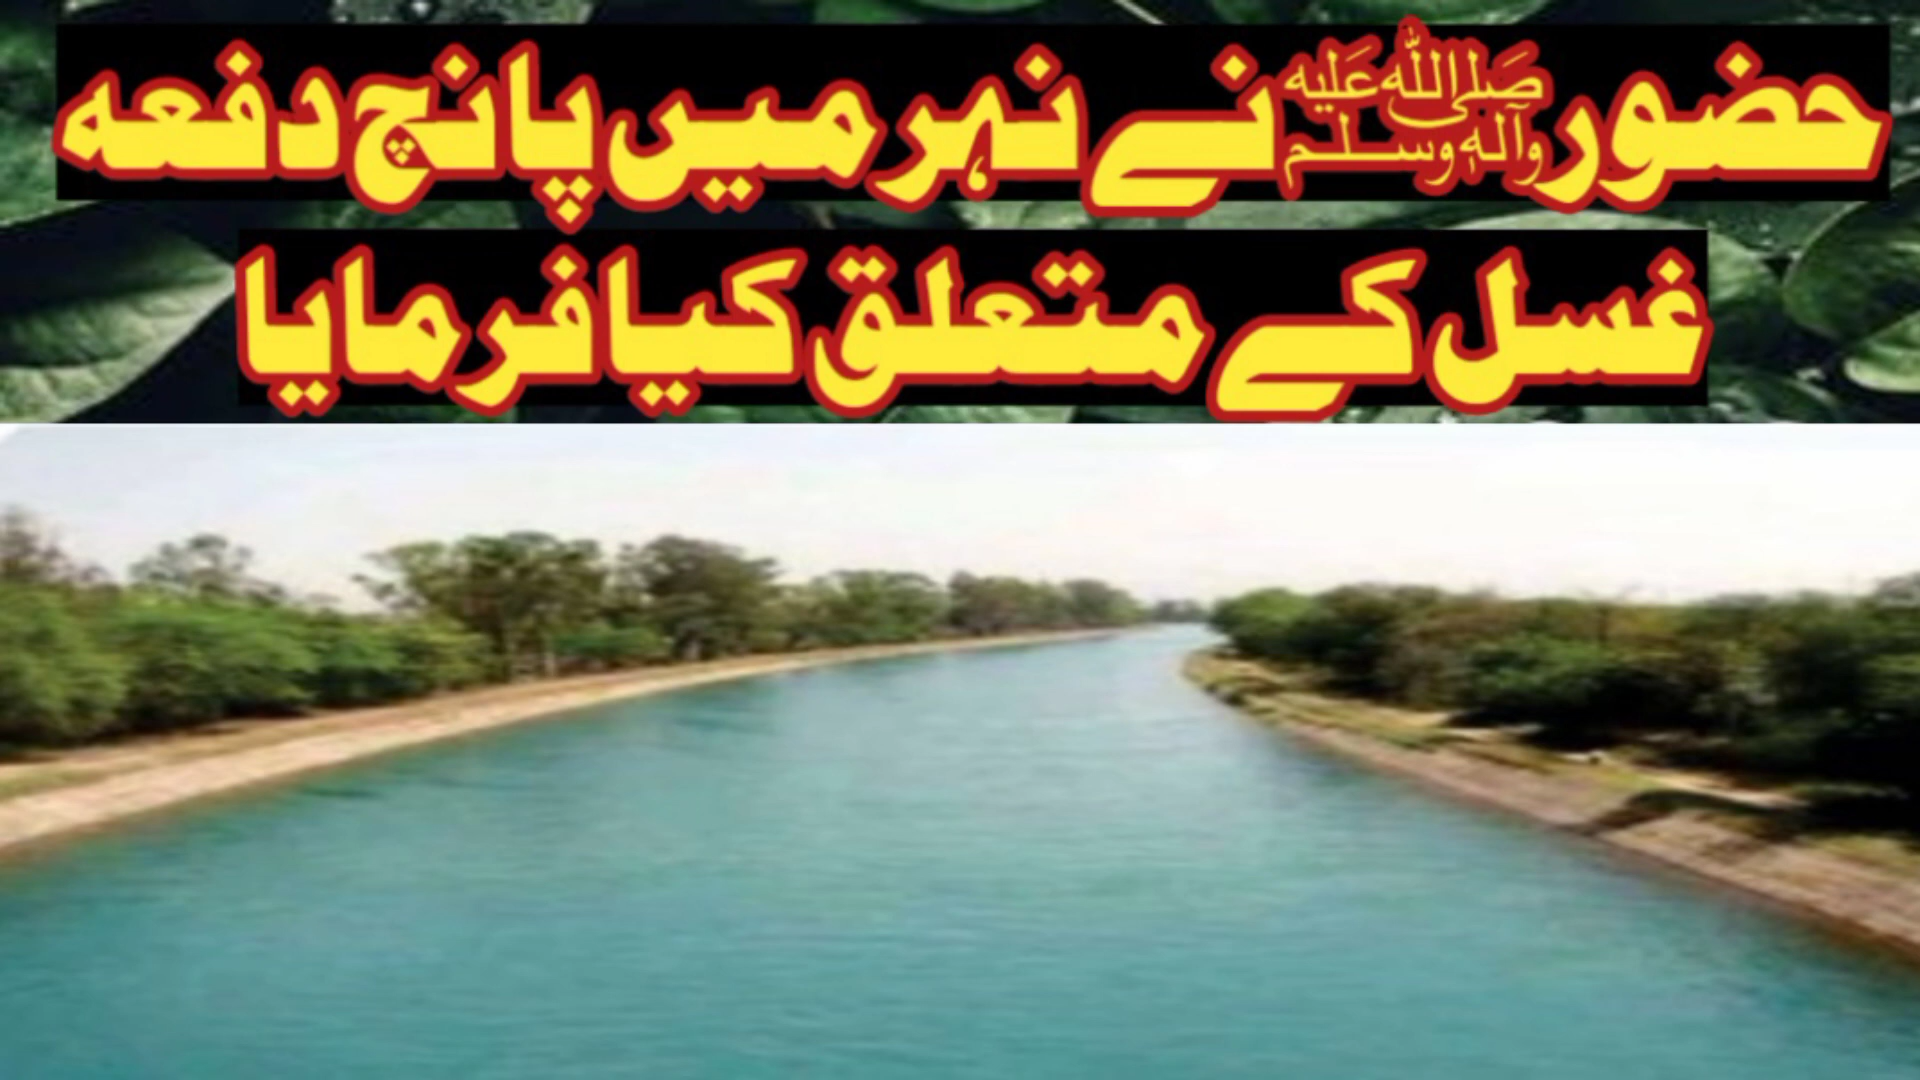 حضور صلی اللہ علیہ وآلہ وسلم نے نہر میں پانچ دفعہ
غسل کے متعلق کیا فرمایا